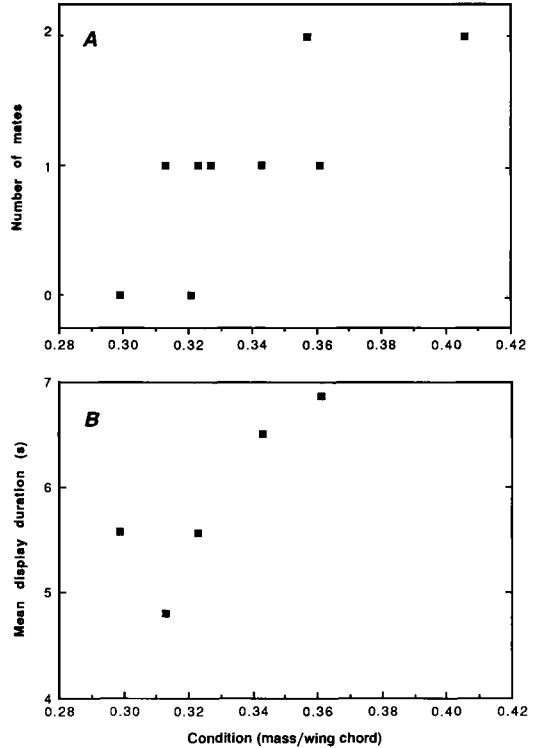 A
Number of mates
2
1
0
0.28 0.30 0.32 0.34 0.36 0.38 0.40 0.42
B
Mean display duration (s)
7
6
5
4
0.28 0.30 0.32 0.34 0.36 0.38 0.40 0.42
Condition (mass/wing chord)